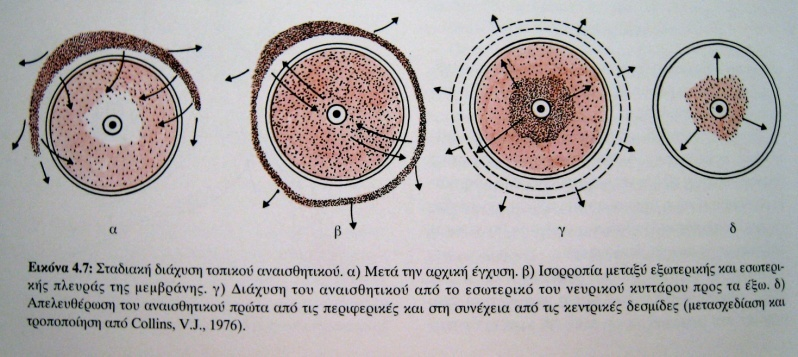 α β γ δ
Εικόνα 4.7: Σταδιακή διάχυση τοπικού αναισθητικού. α) Μετά την αρχική έγχυση. β) Ισορροπία μεταξύ εξωτερικής και εσωτερι-
κής πλευράς της μεμβράνης. γ) Διάχυση του αναισθητικού από το εσωτερικό του νευρικού κυττάρου προς τα έξω. δ)
Απελευθέρωση του αναισθητικού πρώτα από τις περιφερικές και στη συνέχεια από τις κεντρικές δεσμίδες (μετασχεδίαση και
τροποποίηση από Collins, V.J., 1976).